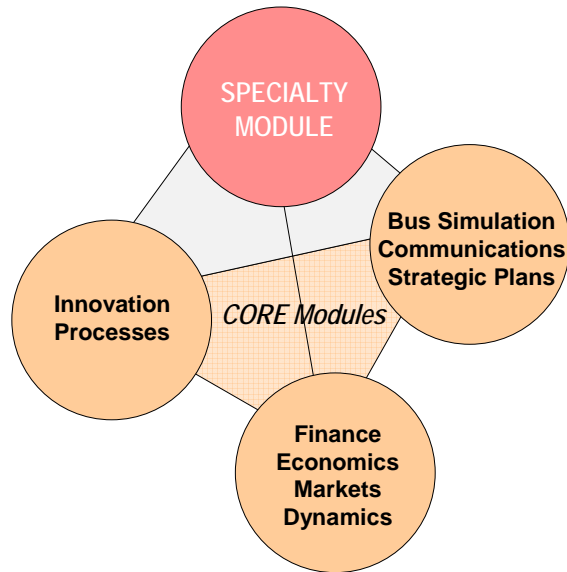 SPECIALTY
MODULE
Bus Simulation
Communications
Strategic Plans
Innovation
Processes
CORE Modules
Finance
Economics
Markets
Dynamics